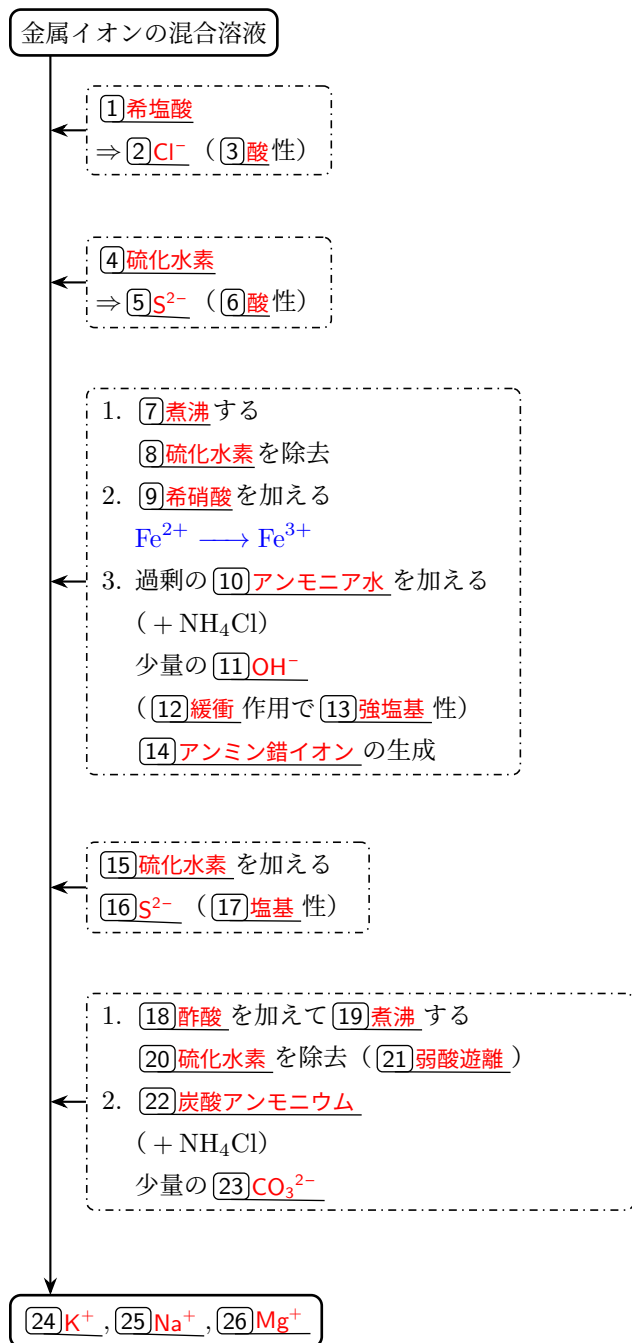 金属イオンの混合溶液
1希塩酸
⇒2Cl⁻（3酸性）
4硫化水素
⇒5S²⁻（6酸性）
1. 7煮沸する
8硫化水素を除去
2. 9希硝酸を加える
Fe²⁺ ⟶ Fe³⁺
3. 過剰の10アンモニア水を加える
（+ NH₄Cl）
少量の11OH⁻
（12緩衝作用で13強塩基性）
14アンミン錯イオンの生成
15硫化水素を加える
16S²⁻（17塩基性）
1. 18酢酸を加えて19煮沸する
20硫化水素を除去（21弱酸遊離）
2. 22炭酸アンモニウム
（+ NH₄Cl）
少量の23CO₃²⁻
24K⁺, 25Na⁺, 26Mg⁺